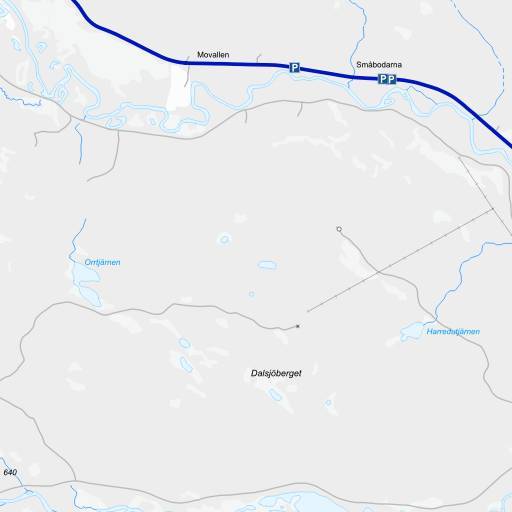 Movallen
Småbodarna
P
P P
Orrtjärnen
Harredstjärnen
Dalsjöberget
640